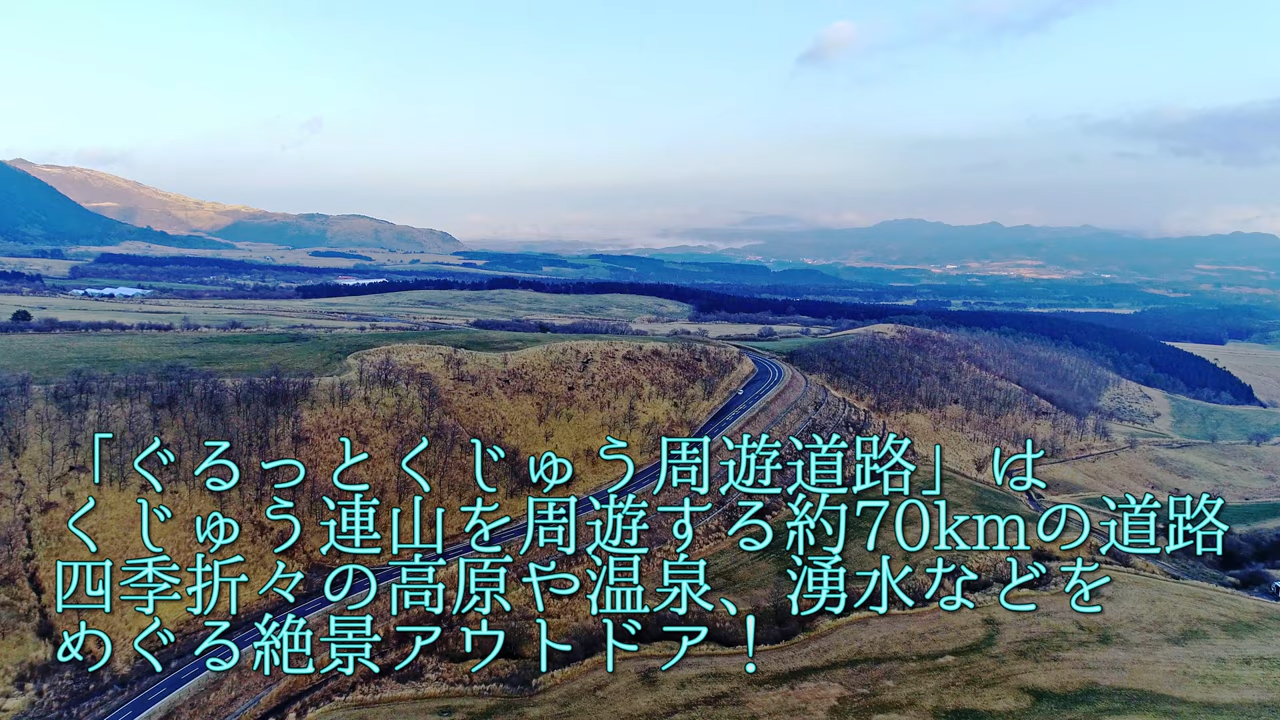 「ぐるっとくじゅう周遊道路」は
くじゅう連山を周遊する約70kmの道路
四季折々の高原や温泉、湧水などを
めぐる絶景アウトドア！